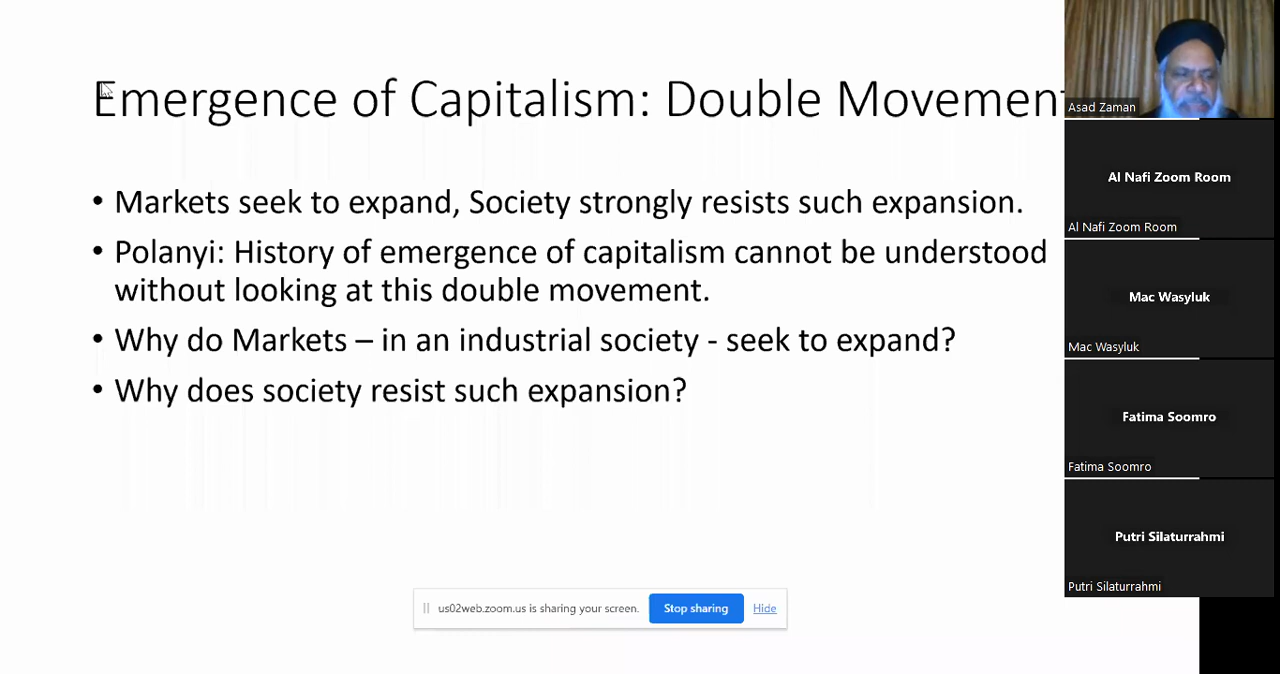 Emergence of Capitalism: Double Movement
• Markets seek to expand, Society strongly resists such expansion.
• Polanyi: History of emergence of capitalism cannot be understood
without looking at this double movement.
• Why do Markets – in an industrial society - seek to expand?
• Why does society resist such expansion?
us02web.zoom.us is sharing your screen.
Stop sharing
Hide
Asad Zaman
Al Nafi Zoom Room
Al Nafi Zoom Room
Mac Wasyluk
Mac Wasyluk
Fatima Soomro
Fatima Soomro
Putri Silaturrahmi
Putri Silaturrahmi